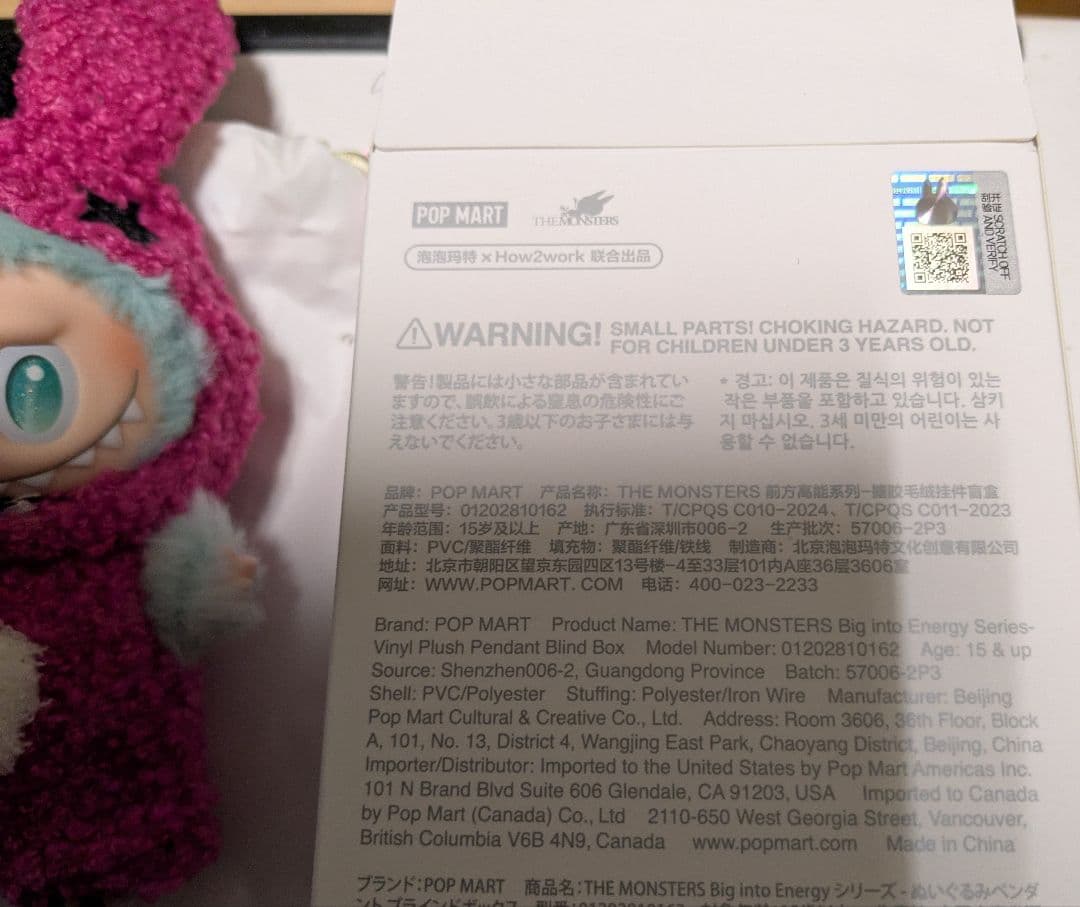 POP MART
THE MONSTERS
泡泡玛特 × How2work 联合出品
刮开验证 SCRATCH OFF AND VERIFY
WARNING! SMALL PARTS! CHOKING HAZARD. NOT
FOR CHILDREN UNDER 3 YEARS OLD.
警告!製品には小さな部品が含まれてい
ますので、誤飲による窒息の危険性にご
注意ください。3歳以下のお子さまには与
えないでください。
* 경고: 이 제품은 질식의 위험이 있는
작은 부품을 포함하고 있습니다. 삼키
지 마십시오. 3세 미만의 어린이는 사
용할 수 없습니다.
品牌: POP MART 产品名称: THE MONSTERS 前方高能系列-搪胶毛绒挂件盲盒
产品型号: 01202810162 执行标准: T/CPQS C010-2024、T/CPQS C011-2023
年龄范围: 15岁及以上 产地: 广东省深圳市006-2 生产批次: 57006-2P3
面料: PVC/聚酯纤维 填充物: 聚酯纤维/铁线 制造商: 北京泡泡玛特文化创意有限公司
地址: 北京市朝阳区望京东园四区13号楼-4至33层101内A座36层3606室
网址: WWW.POPMART. COM 电话: 400-023-2233
Brand: POP MART Product Name: THE MONSTERS Big into Energy Series-
Vinyl Plush Pendant Blind Box Model Number: 01202810162 Age: 15 & up
Source: Shenzhen006-2, Guangdong Province Batch: 57006-2P3
Shell: PVC/Polyester Stuffing: Polyester/Iron Wire Manufacturer: Beijing
Pop Mart Cultural & Creative Co., Ltd. Address: Room 3606, 36th Floor, Block
A, 101, No. 13, District 4, Wangjing East Park, Chaoyang District, Beijing, China
Importer/Distributor: Imported to the United States by Pop Mart Americas Inc.
101 N Brand Blvd Suite 606 Glendale, CA 91203, USA Imported to Canada
by Pop Mart (Canada) Co., Ltd 2110-650 West Georgia Street, Vancouver,
British Columbia V6B 4N9, Canada www.popmart.com Made in China
ブランド:POP MART 商品名:THE MONSTERS Big into Energy シリーズ - ぬいぐるみペンダ
ント ブラインドボックス